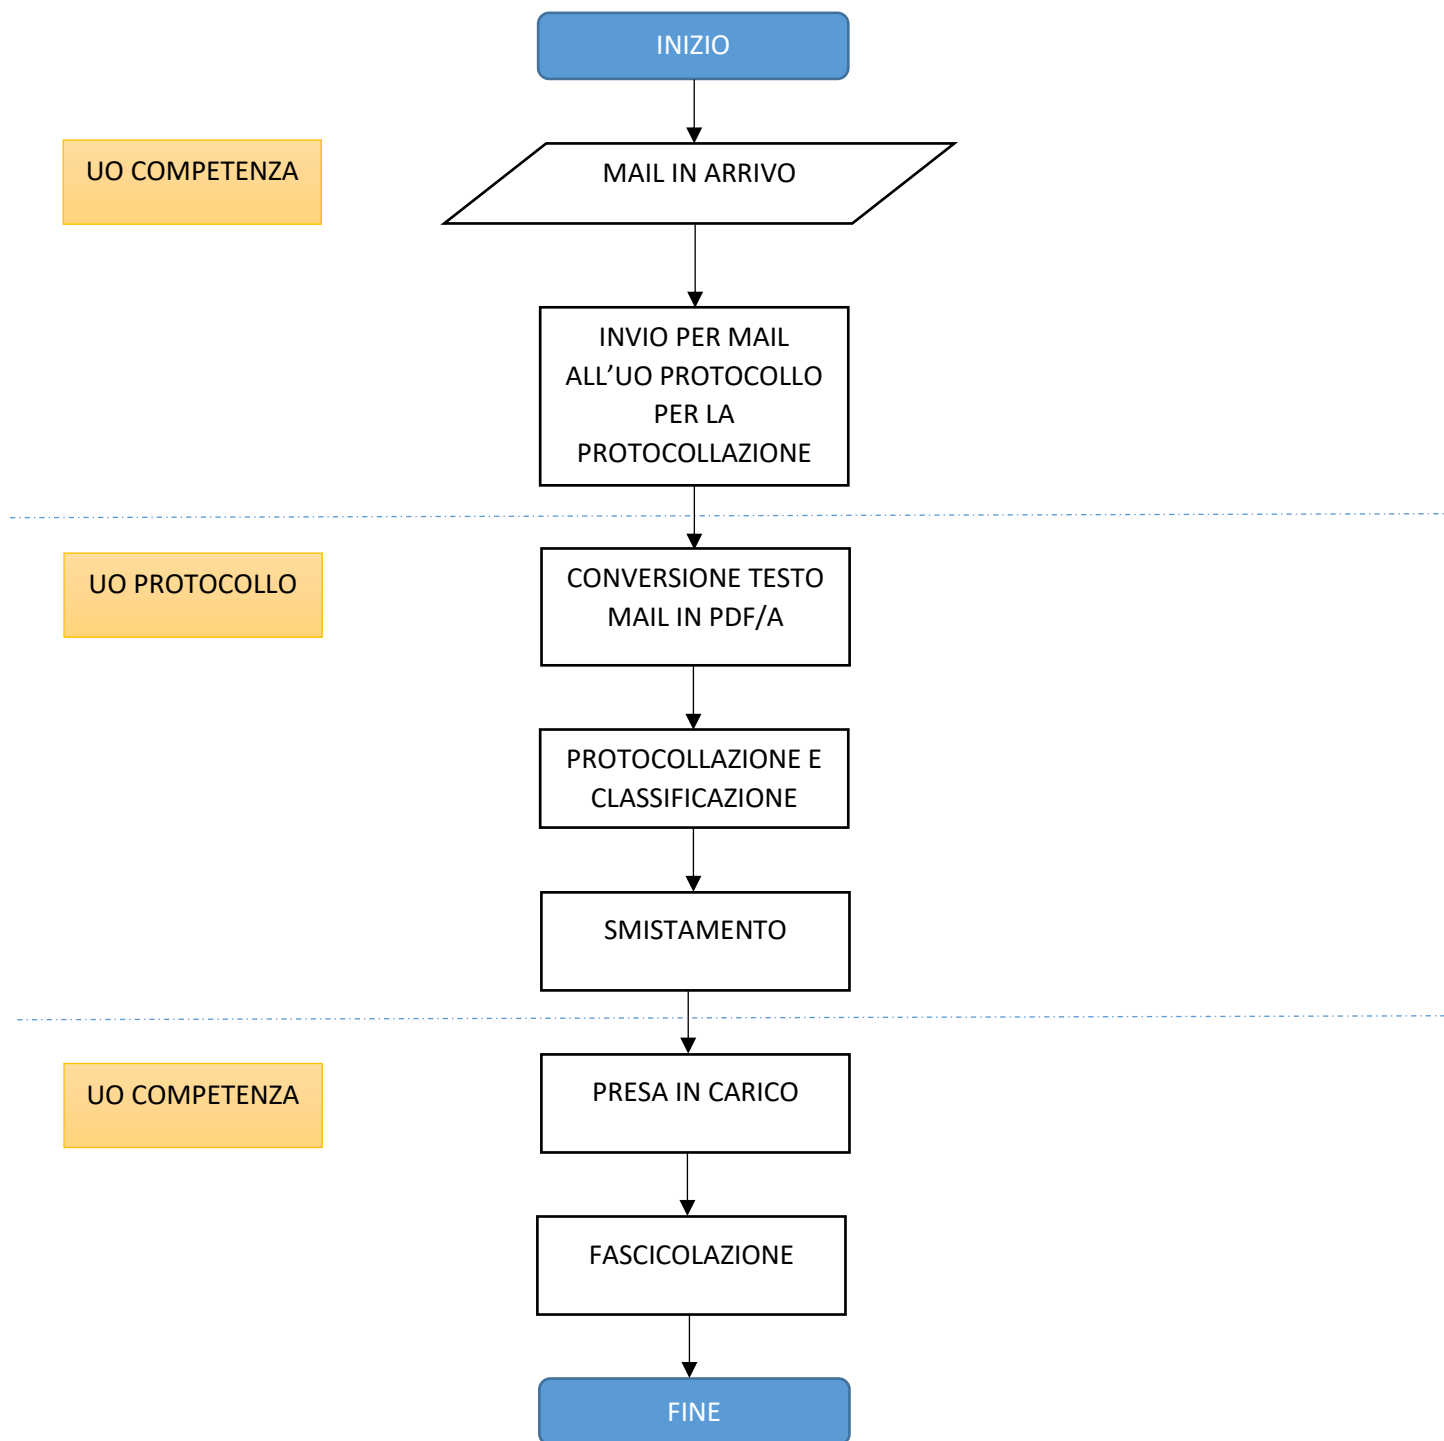 INIZIO
UO COMPETENZA
MAIL IN ARRIVO
INVIO PER MAIL
ALL’UO PROTOCOLLO
PER LA
PROTOCOLLAZIONE
UO PROTOCOLLO
CONVERSIONE TESTO
MAIL IN PDF/A
PROTOCOLLAZIONE E
CLASSIFICAZIONE
SMISTAMENTO
UO COMPETENZA
PRESA IN CARICO
FASCICOLAZIONE
FINE